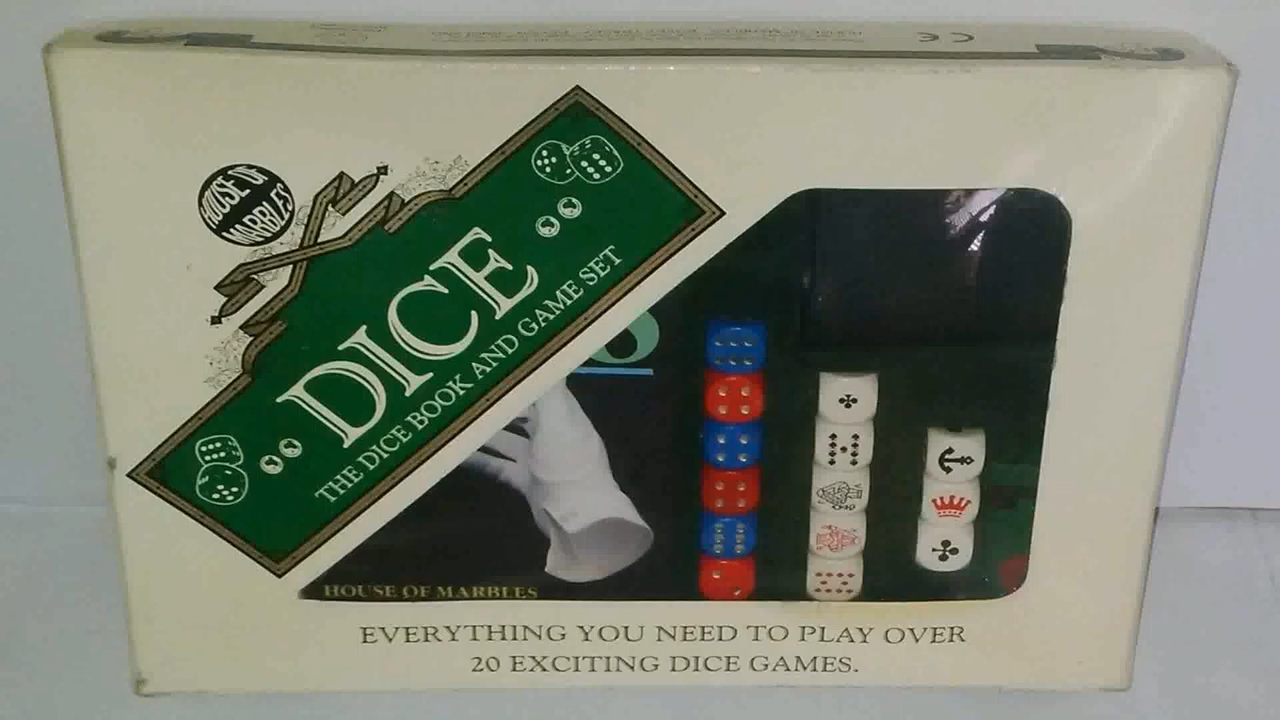 CE
HOUSE OF
MARBLES
DICE
THE DICE BOOK AND GAME SET
HOUSE OF MARBLES
EVERYTHING YOU NEED TO PLAY OVER
20 EXCITING DICE GAMES.